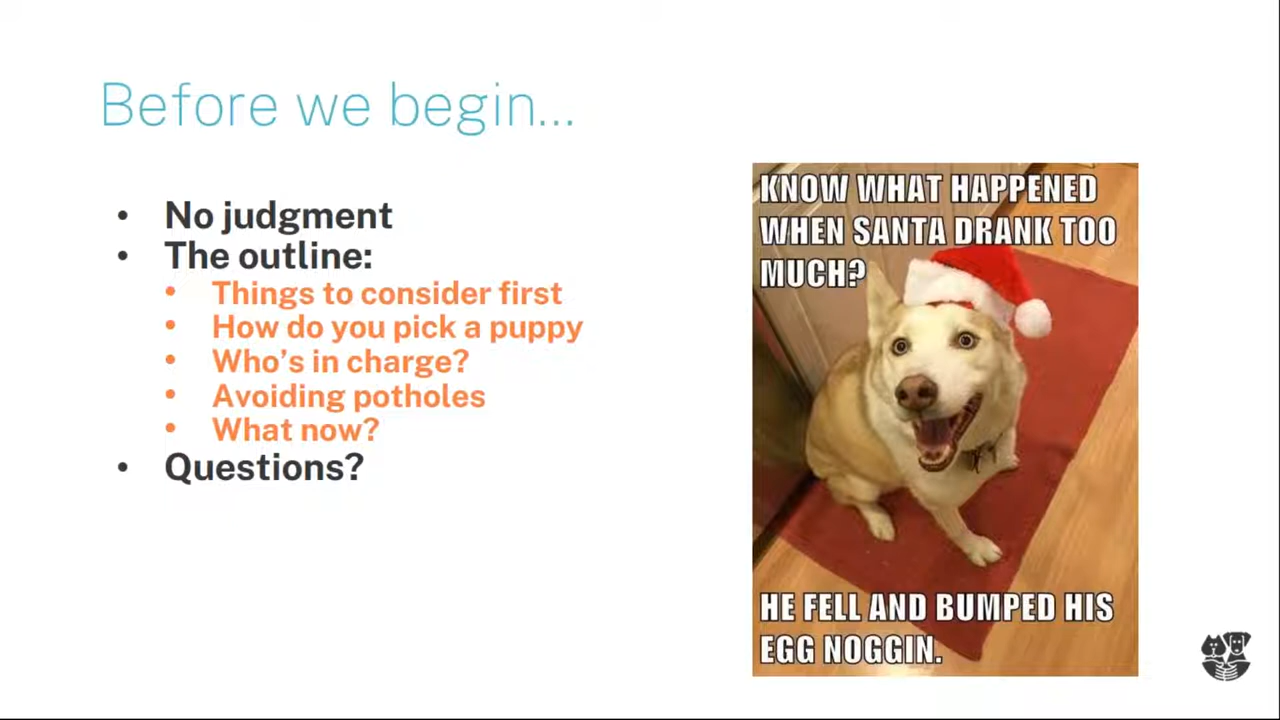 Before we begin...
No judgment
The outline:
Things to consider first
How do you pick a puppy
Who's in charge?
Avoiding potholes
What now?
Questions?
KNOW WHAT HAPPENED
WHEN SANTA DRANK TOO
MUCH?
HE FELL AND BUMPED HIS
EGG NOGGIN.